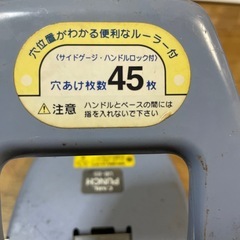 穴位置がわかる便利なルーラー付
(サイドゲージ・ハンドルロック付)
穴あけ枚数45枚
注意
ハンドルとベースの間には
指を入れないで下さい
PUNCH